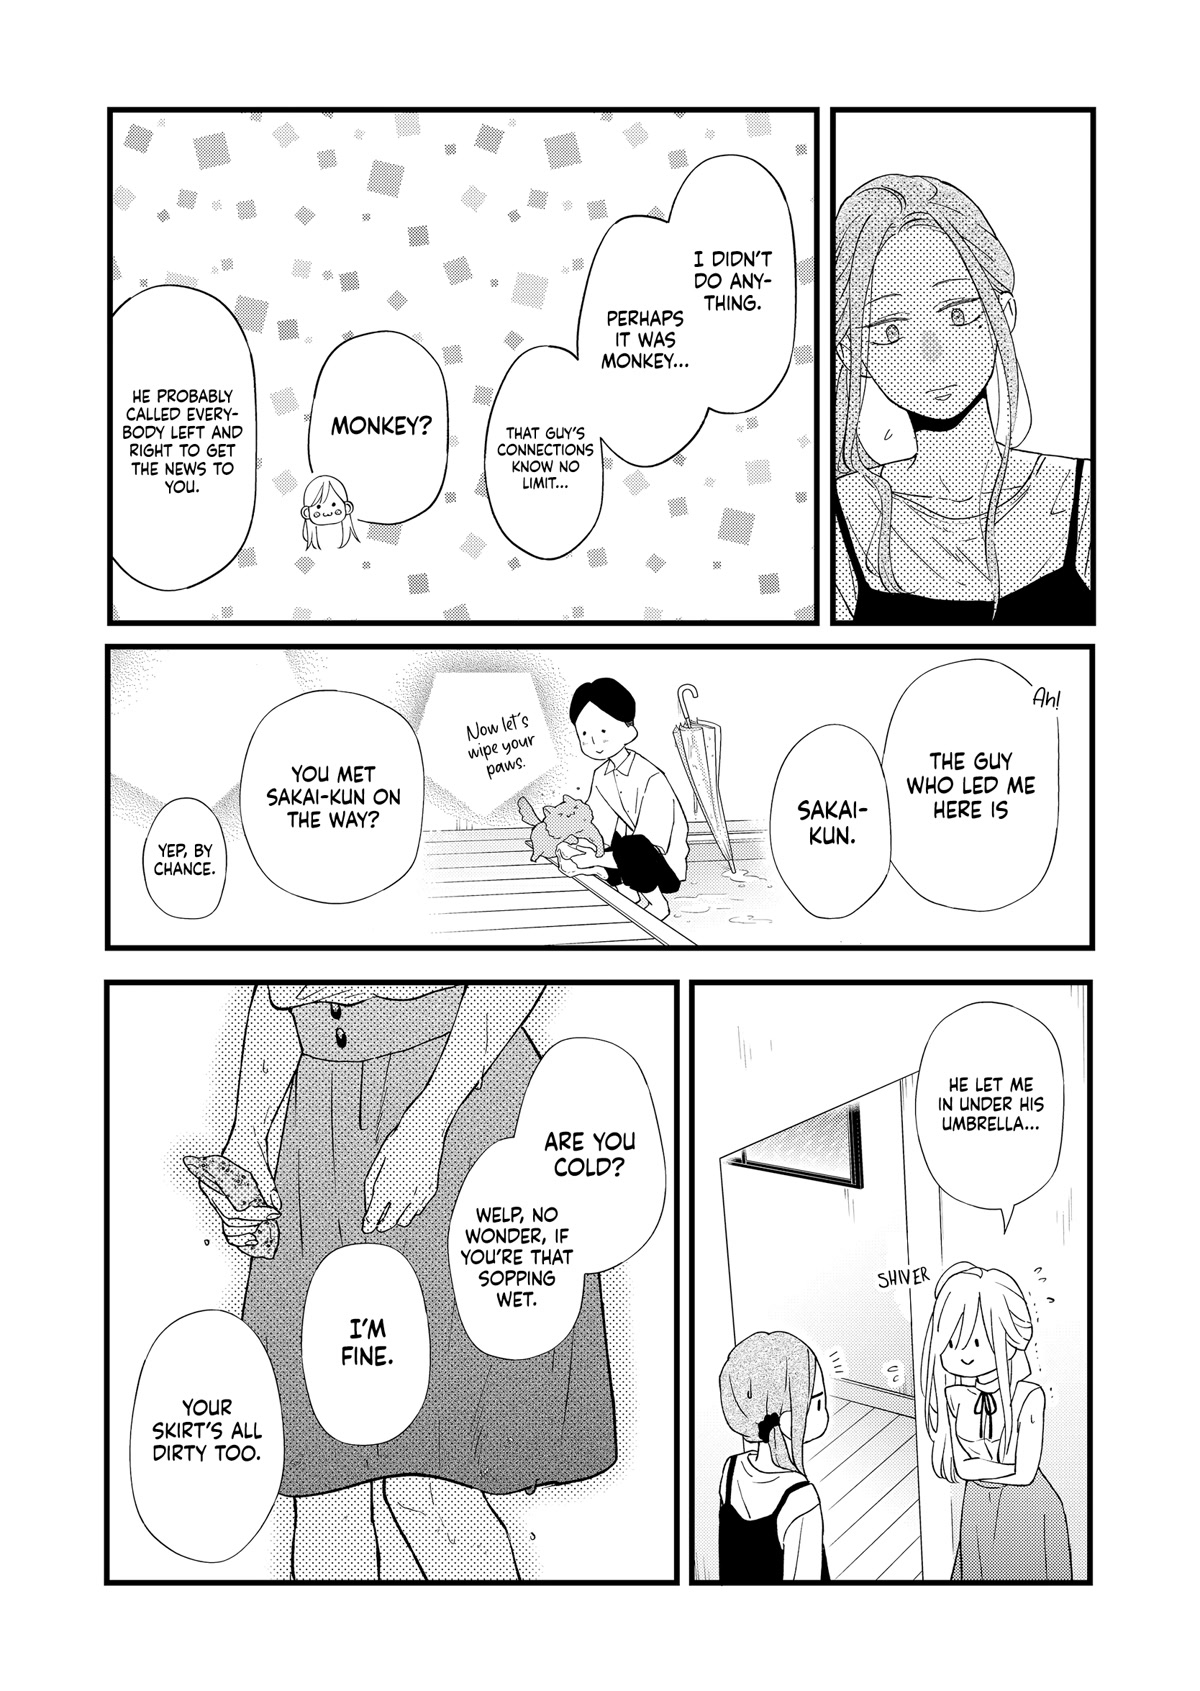 I DIDN'T
DO ANY-
THING.
PERHAPS
IT WAS
MONKEY...
THAT GUY'S
CONNECTIONS
KNOW NO
LIMIT...
MONKEY?
HE PROBABLY
CALLED EVERY-
BODY LEFT AND
RIGHT TO GET
THE NEWS TO
YOU.
Ah!
THE GUY
WHO LED ME
HERE IS
SAKAI-
KUN.
Now let's
wipe your
paws.
YOU MET
SAKAI-KUN ON
THE WAY?
YEP, BY
CHANCE.
HE LET ME
IN UNDER HIS
UMBRELLA...
SHIVER
ARE YOU
COLD?
WELP, NO
WONDER, IF
YOU'RE THAT
SOPPING
WET.
I'M
FINE.
YOUR
SKIRT'S ALL
DIRTY TOO.